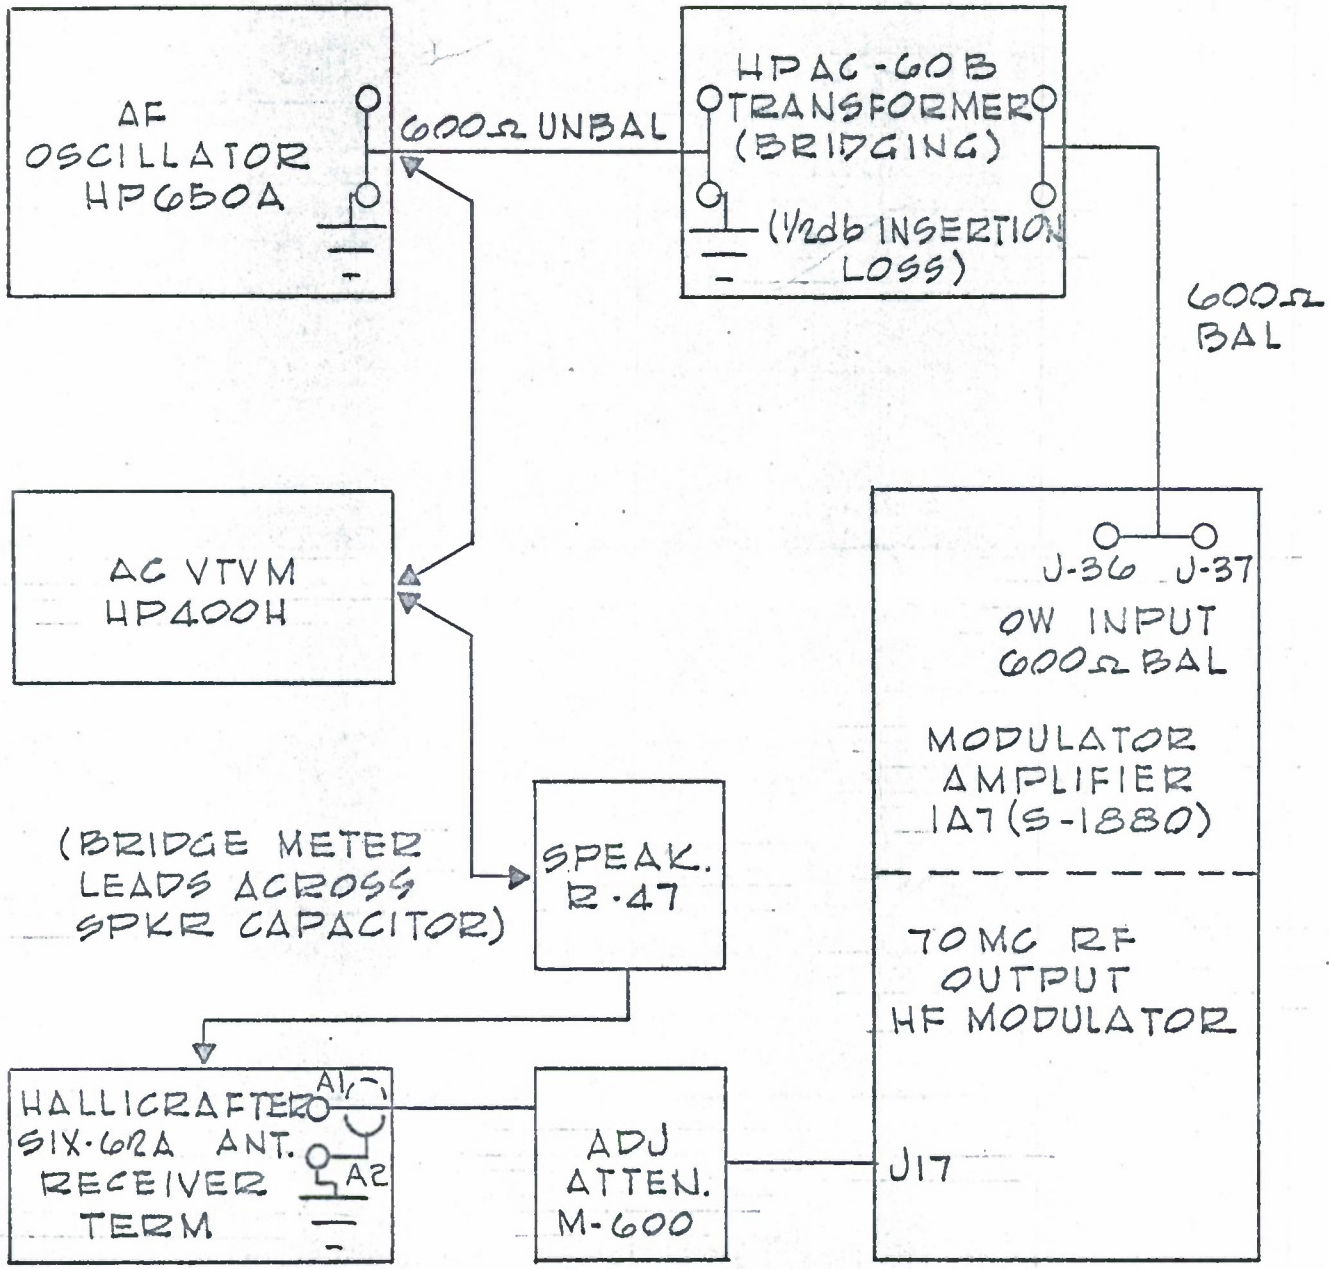 AF
OSCILLATOR
HP650A
600Ω UNBAL
HPAC-60B
TRANSFORMER
(BRIDGING)
(1/2db INSERTION
LOSS)
600Ω
BAL
AC VTVM
HP400H
J-36 J-37
OW INPUT
600Ω BAL
MODULATOR
AMPLIFIER
1A7(S-1880)
(BRIDGE METER
LEADS ACROSS
SPKR CAPACITOR)
SPEAK.
R-47
70MC RF
OUTPUT
HF MODULATOR
J17
HALLICRAFTER A1
SIX-62A ANT.
RECEIVER A2
TERM
ADJ
ATTEN.
M-600